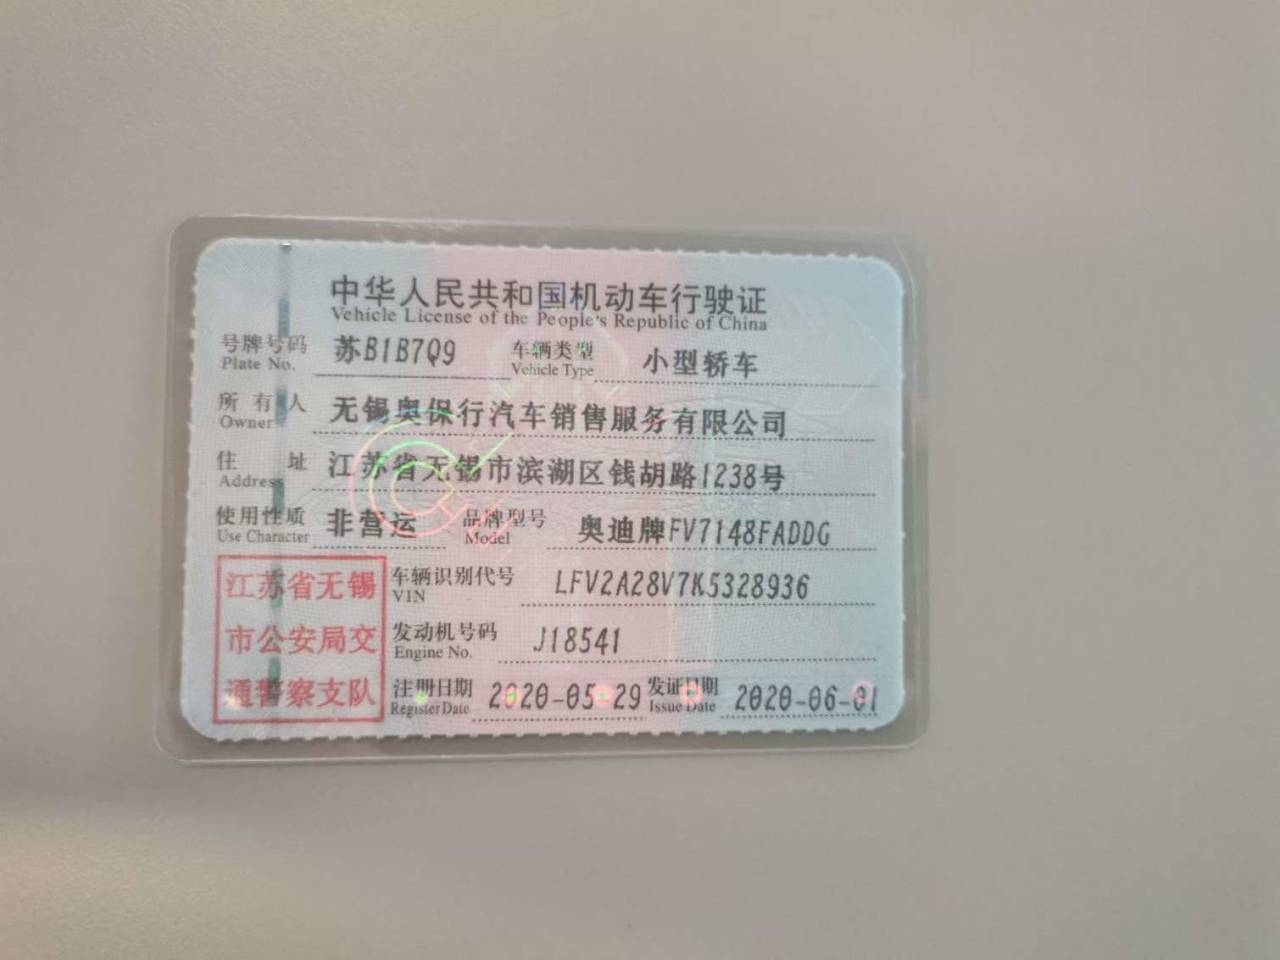 中华人民共和国机动车行驶证
Vehicle License of the People's Republic of China
号牌号码 Plate No. 苏B1B7Q9 车辆类型 Vehicle Type 小型轿车
所有人 Owner 无锡奥保行汽车销售服务有限公司
住址 Address 江苏省无锡市滨湖区钱胡路1238号
使用性质 Use Character 非营运 品牌型号 Model 奥迪牌FV7148FADDG
车辆识别代号 VIN LFV2A28V7K5328936
发动机号码 Engine No. J18541
注册日期 Register Date 2020-05-29 发证日期 Issue Date 2020-06-01
江苏省无锡
市公安局交
通警察支队